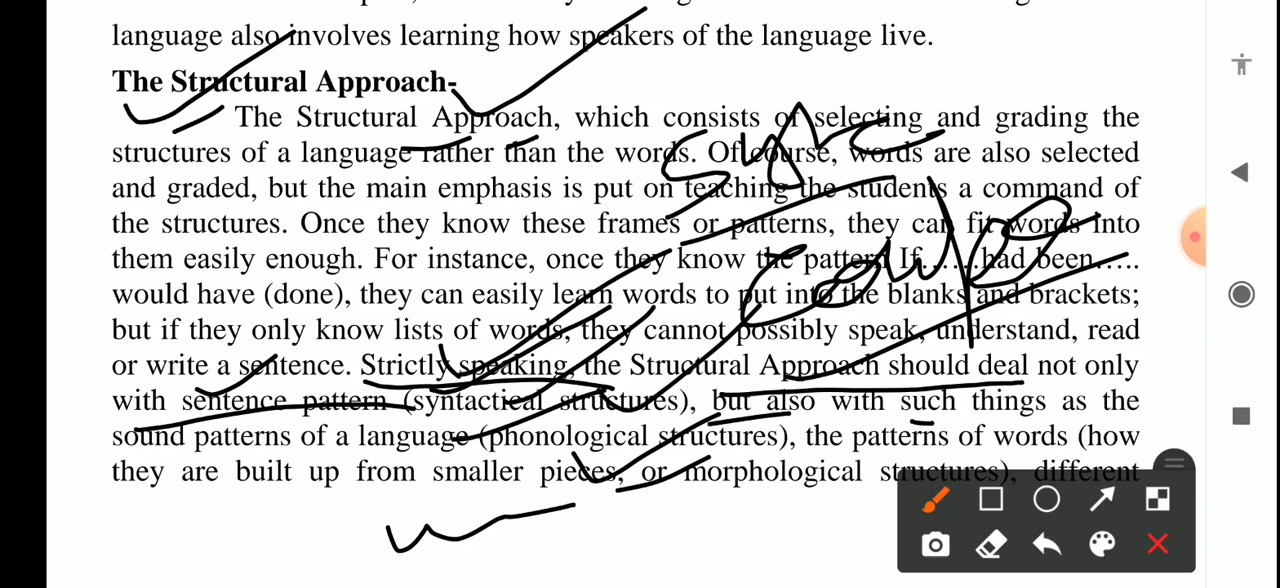 language also involves learning how speakers of the language live.
The Structural Approach-
The Structural Approach, which consists of selecting and grading the
structures of a language rather than the words. Of course, words are also selected
and graded, but the main emphasis is put on teaching the students a command of
the structures. Once they know these frames or patterns, they can fit words into
them easily enough. For instance, once they know the pattern If……had been…..
would have (done), they can easily learn words to put into the blanks and brackets;
but if they only know lists of words, they cannot possibly speak, understand, read
or write a sentence. Strictly speaking, the Structural Approach should deal not only
with sentence pattern (syntactical structures), but also with such things as the
sound patterns of a language (phonological structures), the patterns of words (how
they are built up from smaller pieces, or morphological structures), different